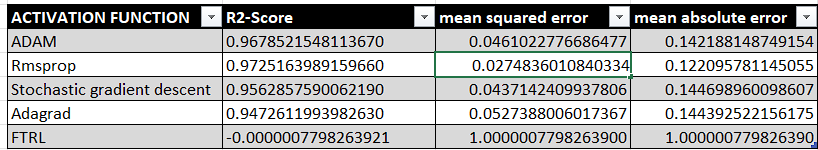 ACTIVATION FUNCTION R2-Score mean squared error mean absolute error
ADAM 0.9678521548113670 0.0461022776686477 0.142188148749154
Rmsprop 0.9725163989159660 0.0274836010840334 0.122095781145055
Stochastic gradient descent 0.9562857590062190 0.0437142409937806 0.144698960098607
Adagrad 0.9472611993982630 0.0527388006017367 0.144392522156175
FTRL -0.0000007798263921 1.0000007798263900 1.000000779826390